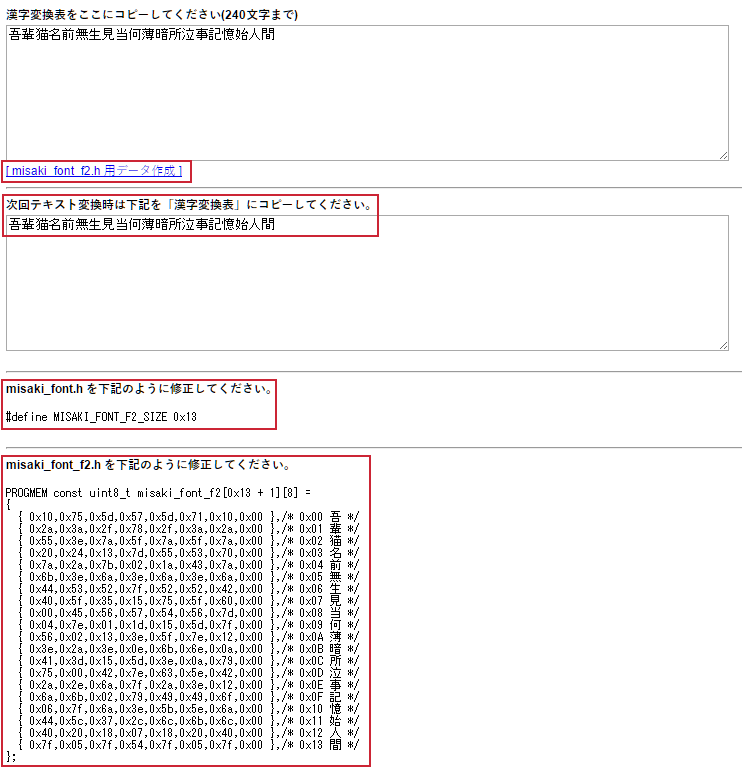 漢字変換表をここにコピーしてください(240文字まで)
吾輩猫名前無生見当何薄暗所泣事記憶始人間
[ misaki_font_f2.h 用データ作成 ]
次回テキスト変換時は下記を「漢字変換表」にコピーしてください。
吾輩猫名前無生見当何薄暗所泣事記憶始人間
misaki_font.h を下記のように修正してください。
#define MISAKI_FONT_F2_SIZE 0x13
misaki_font_f2.h を下記のように修正してください。
PROGMEM const uint8_t misaki_font_f2[0x13 + 1][8] =
{
{ 0x10,0x75,0x5d,0x57,0x5d,0x71,0x10,0x00 },/* 0x00 吾 */
{ 0x2a,0x3a,0x2f,0x78,0x2f,0x3a,0x2a,0x00 },/* 0x01 輩 */
{ 0x55,0x3e,0x7a,0x5f,0x7a,0x5f,0x7a,0x00 },/* 0x02 猫 */
{ 0x20,0x24,0x13,0x7d,0x55,0x53,0x70,0x00 },/* 0x03 名 */
{ 0x7a,0x2a,0x7b,0x02,0x1a,0x43,0x7a,0x00 },/* 0x04 前 */
{ 0x6b,0x3e,0x6a,0x3e,0x6a,0x3e,0x6a,0x00 },/* 0x05 無 */
{ 0x44,0x53,0x52,0x7f,0x52,0x52,0x42,0x00 },/* 0x06 生 */
{ 0x40,0x5f,0x35,0x15,0x75,0x5f,0x60,0x00 },/* 0x07 見 */
{ 0x00,0x45,0x56,0x57,0x54,0x56,0x7d,0x00 },/* 0x08 当 */
{ 0x04,0x7e,0x01,0x1d,0x15,0x5d,0x7f,0x00 },/* 0x09 何 */
{ 0x56,0x02,0x13,0x3e,0x5f,0x7e,0x12,0x00 },/* 0x0A 薄 */
{ 0x3e,0x2a,0x3e,0x0e,0x6b,0x6e,0x0a,0x00 },/* 0x0B 暗 */
{ 0x41,0x3d,0x15,0x5d,0x3e,0x0a,0x79,0x00 },/* 0x0C 所 */
{ 0x75,0x00,0x42,0x7e,0x63,0x5e,0x42,0x00 },/* 0x0D 泣 */
{ 0x2a,0x2e,0x6a,0x7f,0x2a,0x3e,0x12,0x00 },/* 0x0E 事 */
{ 0x6a,0x6b,0x02,0x79,0x49,0x49,0x6f,0x00 },/* 0x0F 記 */
{ 0x06,0x7f,0x6a,0x3e,0x5b,0x5e,0x6a,0x00 },/* 0x10 憶 */
{ 0x44,0x5c,0x37,0x2c,0x6c,0x6b,0x6c,0x00 },/* 0x11 始 */
{ 0x40,0x20,0x18,0x07,0x18,0x20,0x40,0x00 },/* 0x12 人 */
{ 0x7f,0x05,0x7f,0x54,0x7f,0x05,0x7f,0x00 },/* 0x13 間 */
};